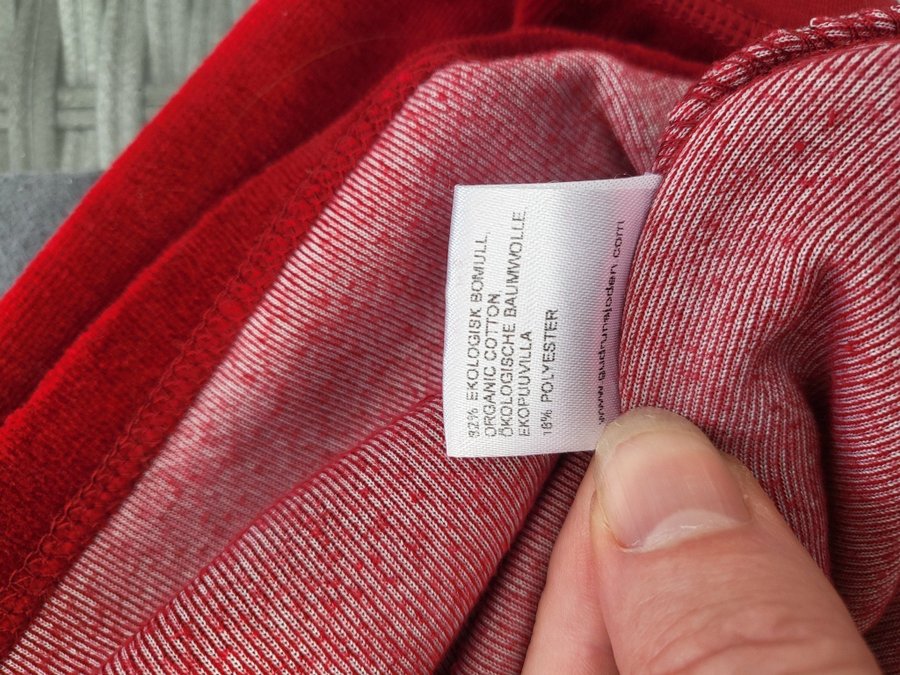 82% EKOLOGISK BOMULL,
ORGANIC COTTON
ÖKOLOGISCHE BAUMWOLLE
EKOPUUVILLA
18% POLYESTER
www.gudrunsjoden.com